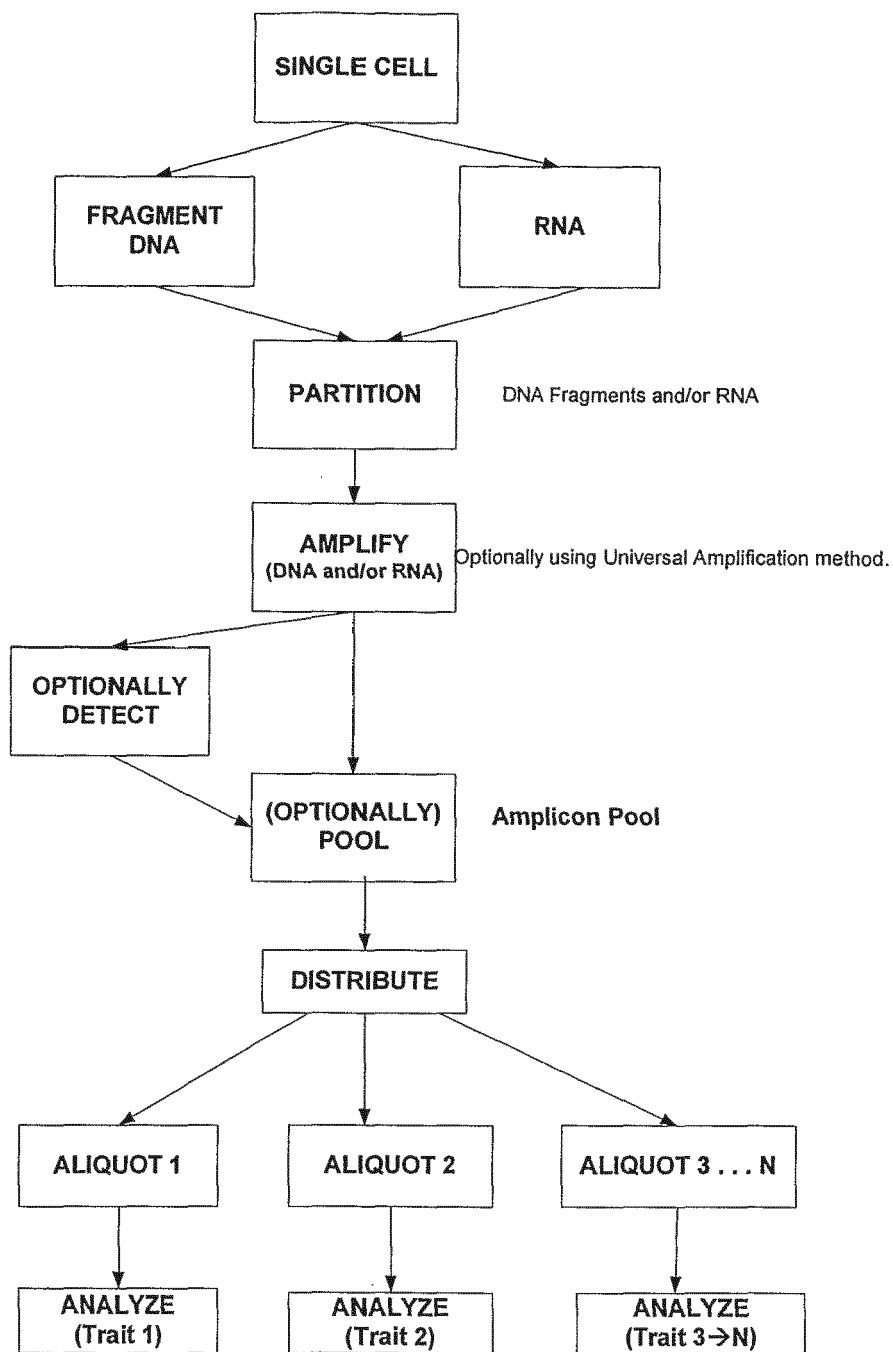 SINGLE CELL
FRAGMENT
DNA
RNA
PARTITION
DNA Fragments and/or RNA
AMPLIFY
(DNA and/or RNA)
Optionally using Universal Amplification method.
OPTIONALLY
DETECT
(OPTIONALLY)
POOL
Amplicon Pool
DISTRIBUTE
ALIQUOT 1
ALIQUOT 2
ALIQUOT 3 . . . N
ANALYZE
(Trait 1)
ANALYZE
(Trait 2)
ANALYZE
(Trait 3→N)